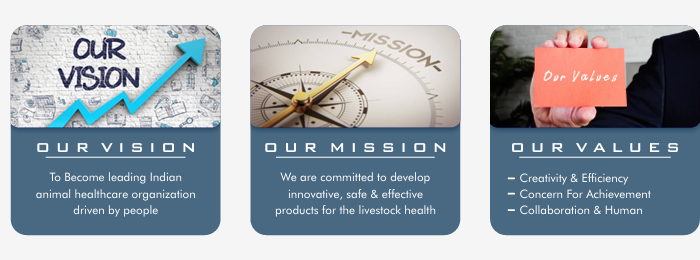 OUR
VISION
OUR VISION
To Become leading Indian
animal healthcare organization
driven by people
MISSION
OUR MISSION
We are committed to develop
innovative, safe & effective
products for the livestock health
Our Values
OUR VALUES
– Creativity & Efficiency
– Concern For Achievement
– Collaboration & Human